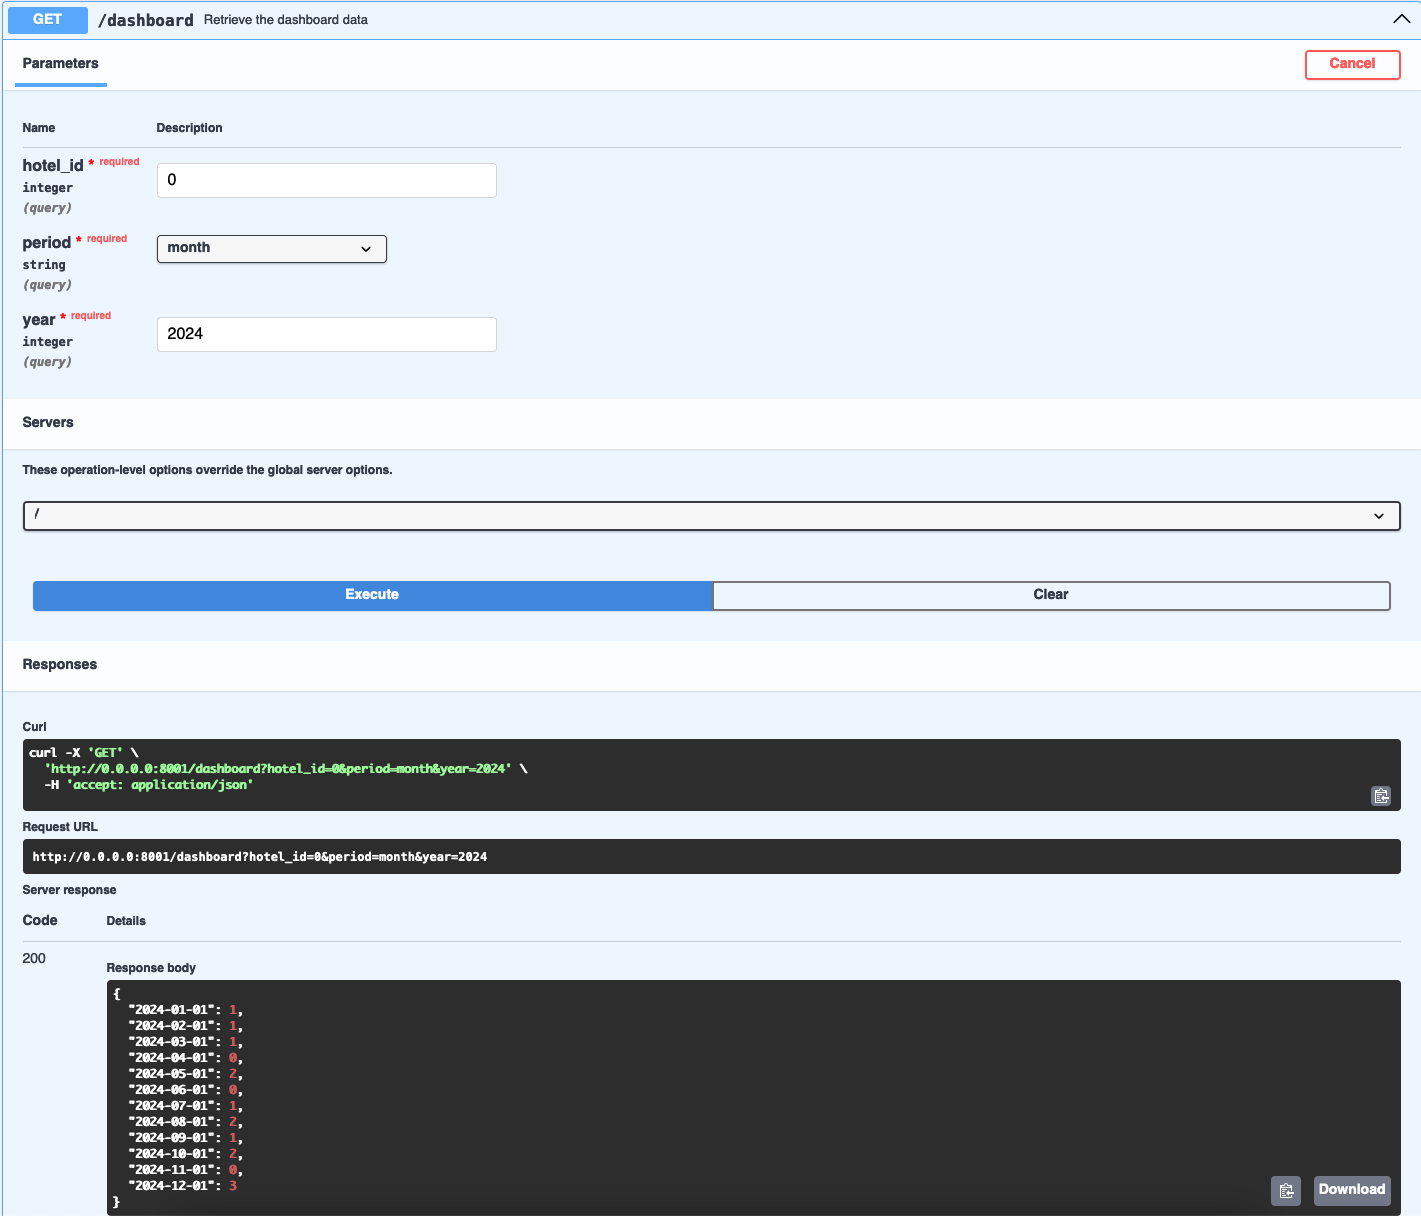 GET /dashboard Retrieve the dashboard data
Parameters Cancel
Name Description
hotel_id * required
integer
(query)
0
period * required
string
(query)
month
year * required
integer
(query)
2024
Servers
These operation-level options override the global server options.
/
Execute Clear
Responses
Curl
curl -X 'GET' \
'http://0.0.0.0:8001/dashboard?hotel_id=0&period=month&year=2024' \
-H 'accept: application/json'
Request URL
http://0.0.0.0:8001/dashboard?hotel_id=0&period=month&year=2024
Server response
Code Details
200
Response body
{
"2024-01-01": 1,
"2024-02-01": 1,
"2024-03-01": 1,
"2024-04-01": 0,
"2024-05-01": 2,
"2024-06-01": 0,
"2024-07-01": 1,
"2024-08-01": 2,
"2024-09-01": 1,
"2024-10-01": 2,
"2024-11-01": 0,
"2024-12-01": 3
}
Download